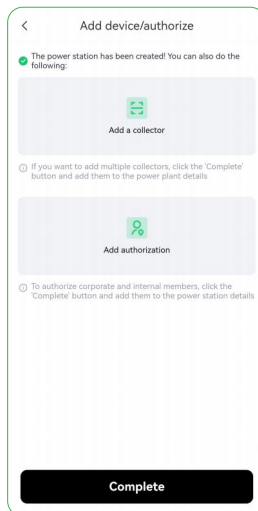 Add device/authorize
The power station has been created! You can also do the
following:
Add a collector
If you want to add multiple collectors, click the 'Complete'
button and add them to the power plant details
Add authorization
To authorize corporate and internal members, click the
'Complete' button and add them to the power station details
Complete